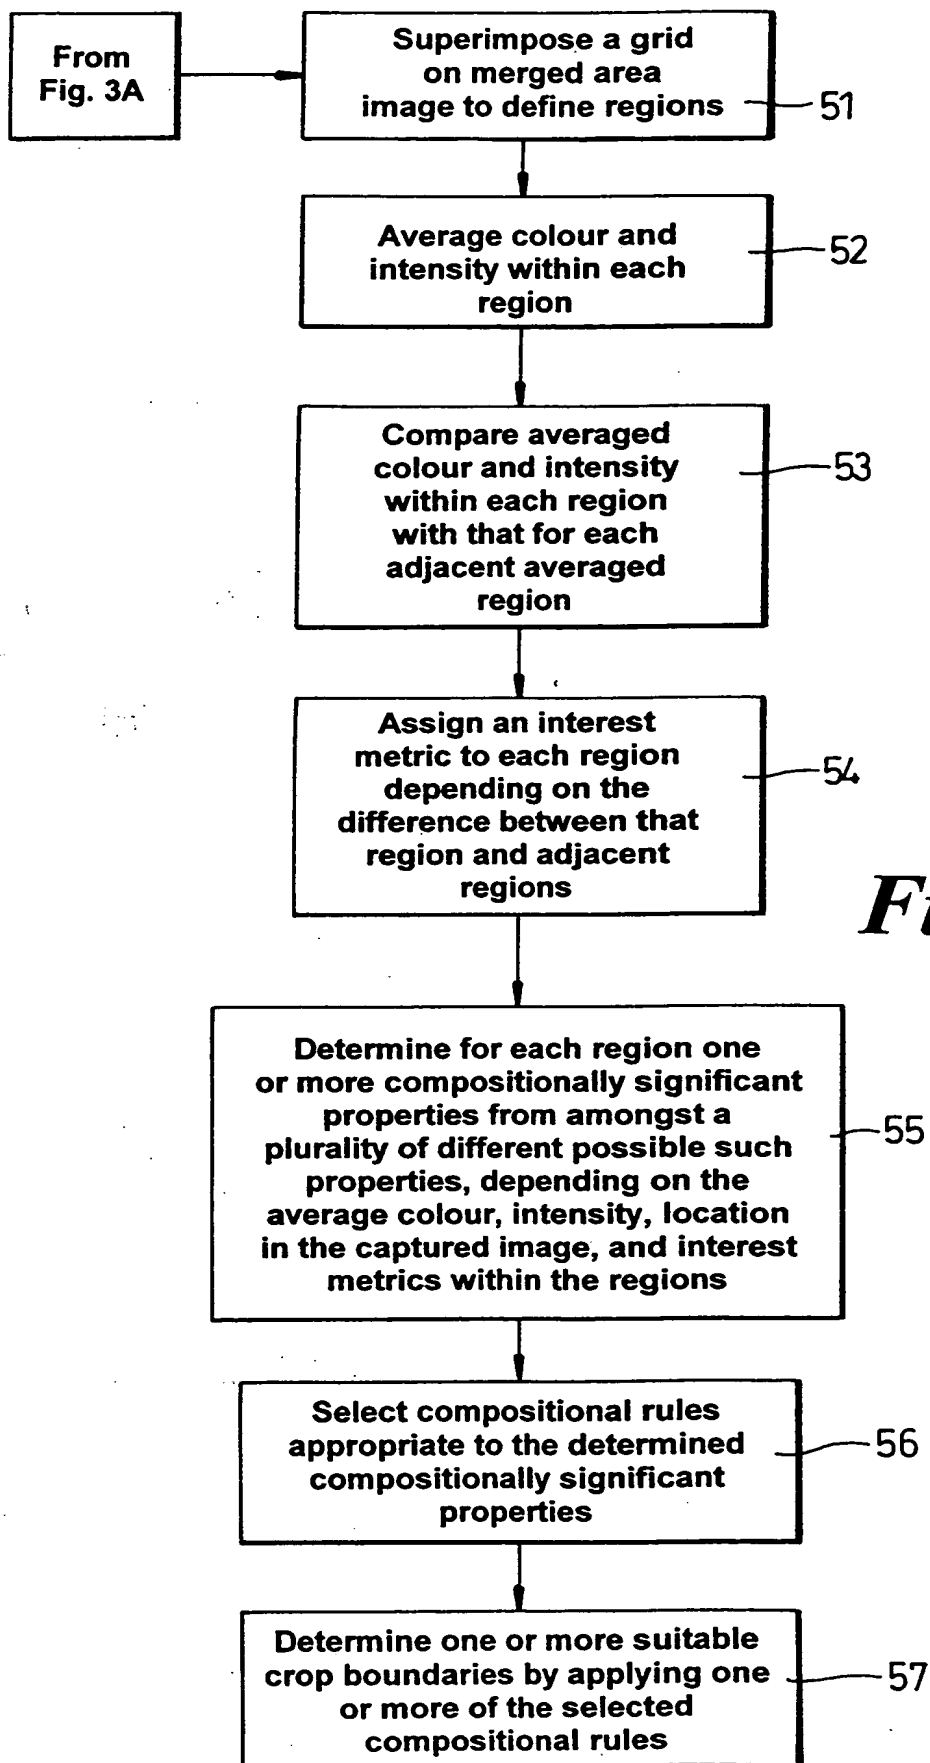 From
Fig. 3A
Superimpose a grid
on merged area
image to define regions
51
Average colour and
intensity within each
region
52
Compare averaged
colour and intensity
within each region
with that for each
adjacent averaged
region
53
Assign an interest
metric to each region
depending on the
difference between that
region and adjacent
regions
54
Determine for each region one
or more compositionally significant
properties from amongst a
plurality of different possible such
properties, depending on the
average colour, intensity, location
in the captured image, and interest
metrics within the regions
55
Select compositional rules
appropriate to the determined
compositionally significant
properties
56
Determine one or more suitable
crop boundaries by applying one
or more of the selected
compositional rules
57